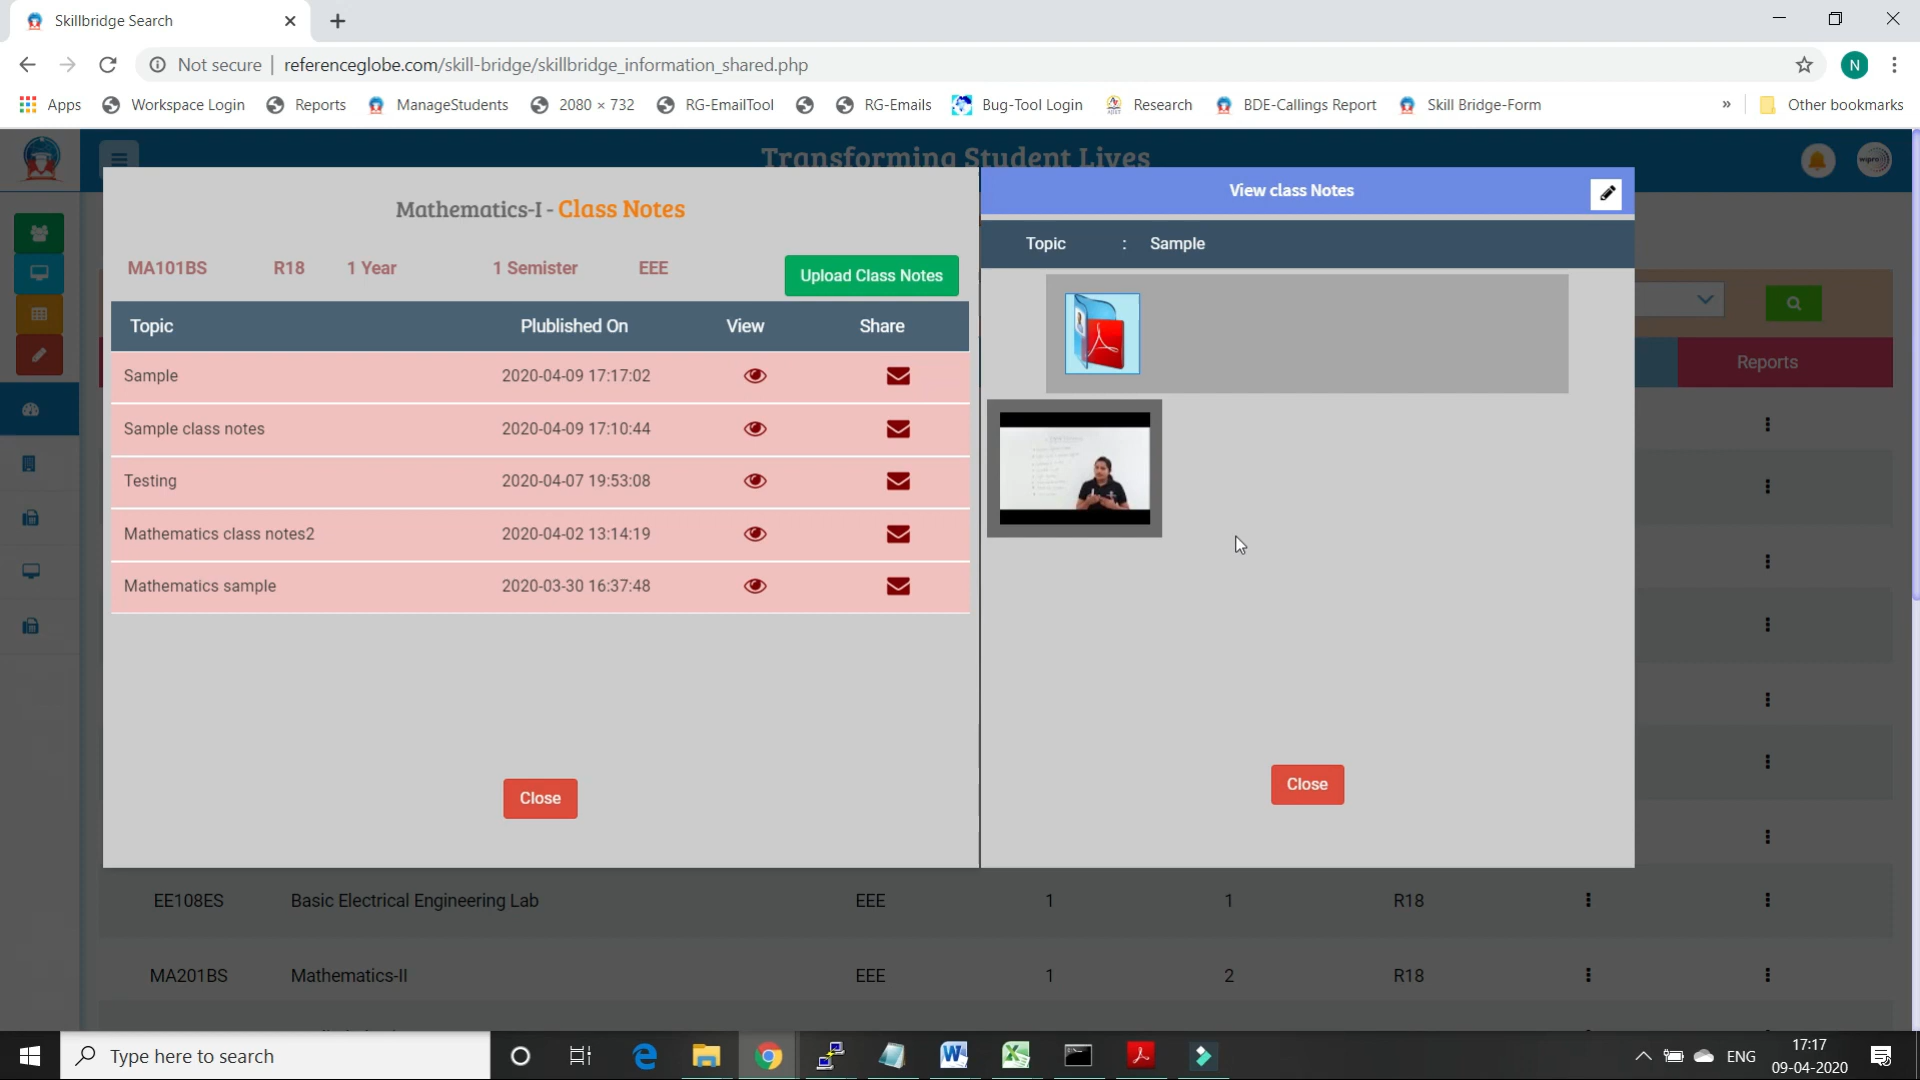 Skillbridge Search
Not secure | referenceglobe.com/skill-bridge/skillbridge_information_shared.php
N
Apps Workspace Login Reports ManageStudents 2080 × 732 RG-EmailTool RG-Emails Bug-Tool Login Research BDE-Callings Report Skill Bridge-Form » Other bookmarks
Transforming Student Lives
wipro
Mathematics-I - Class Notes
MA101BS R18 1 Year 1 Semister EEE
Upload Class Notes
Topic Plublished On View Share
Sample 2020-04-09 17:17:02
Sample class notes 2020-04-09 17:10:44
Testing 2020-04-07 19:53:08
Mathematics class notes2 2020-04-02 13:14:19
Mathematics sample 2020-03-30 16:37:48
Close
View class Notes
Topic : Sample
Close
Reports
EE108ES Basic Electrical Engineering Lab EEE 1 1 R18
MA201BS Mathematics-II EEE 1 2 R18
Type here to search
ENG
17:17
09-04-2020